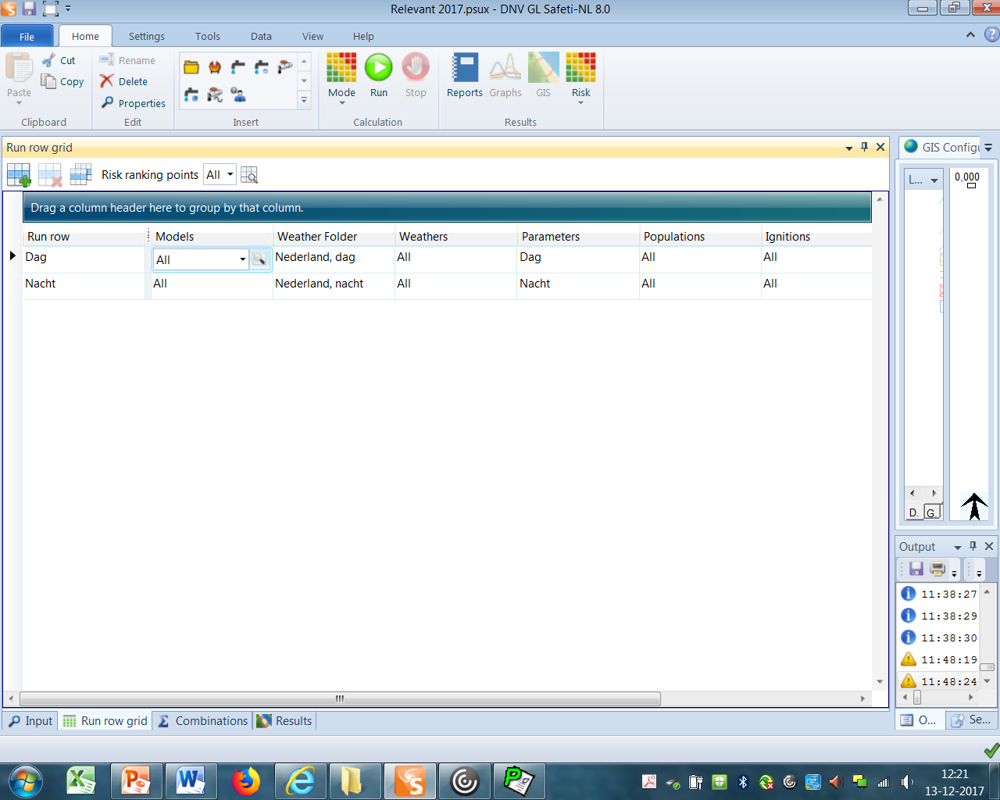 Relevant 2017.psux - DNV GL Safeti-NL 8.0
File Home Settings Tools Data View Help
Paste Cut Copy Clipboard
Rename Delete Properties Edit
Insert
Mode Run Stop Calculation
Reports Graphs GIS Risk Results
Run row grid
Risk ranking points All
Drag a column header here to group by that column.
Run row Models Weather Folder Weathers Parameters Populations Ignitions
Dag All Nederland, dag All Dag All All
Nacht All Nederland, nacht All Nacht All All
GIS Configu
L...
0,000
D. G.
Output
11:38:27
11:38:29
11:38:30
11:48:19
11:48:24
O... Se...
Input Run row grid Combinations Results
12:21
13-12-2017